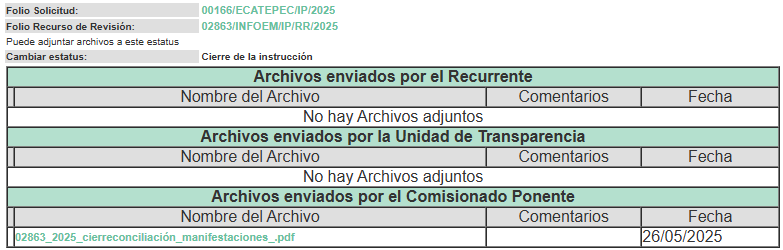 Folio Solicitud: 00166/ECATEPEC/IP/2025
Folio Recurso de Revisión: 02863/INFOEM/IP/RR/2025
Puede adjuntar archivos a este estatus
Cambiar estatus: Cierre de la instrucción
Archivos enviados por el Recurrente
Nombre del Archivo Comentarios Fecha
No hay Archivos adjuntos
Archivos enviados por la Unidad de Transparencia
Nombre del Archivo Comentarios Fecha
No hay Archivos adjuntos
Archivos enviados por el Comisionado Ponente
Nombre del Archivo Comentarios Fecha
02863_2025_cierreconciliación_manifestaciones_.pdf 26/05/2025